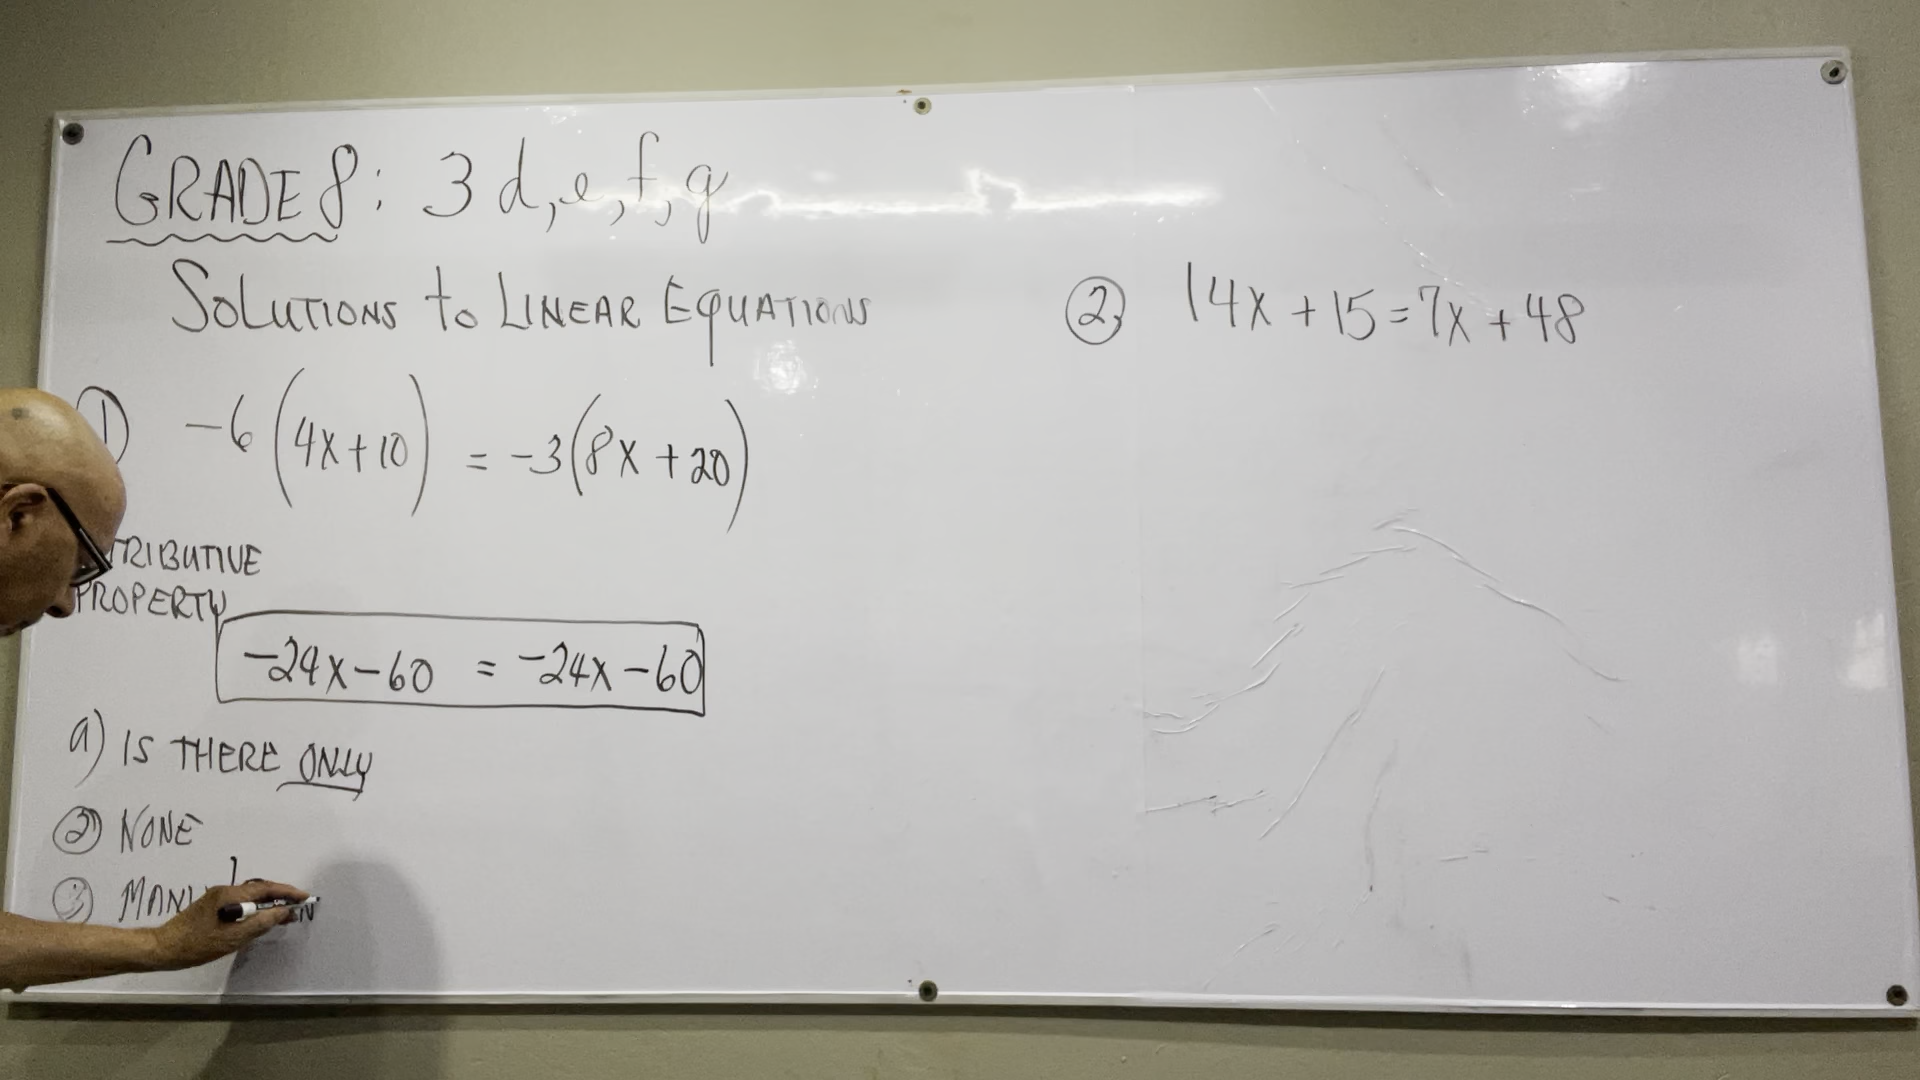 GRADE 8: 3 d, e, f, g
SOLUTIONS to LINEAR EQUATIONS
1) -6(4x+10) = -3(8x+20)
TRIBUTIVE
PROPERTY
-24x-60 = -24x-60
a) IS THERE ONLY
② NONE
③ MANY
② 14x+15=7x+48